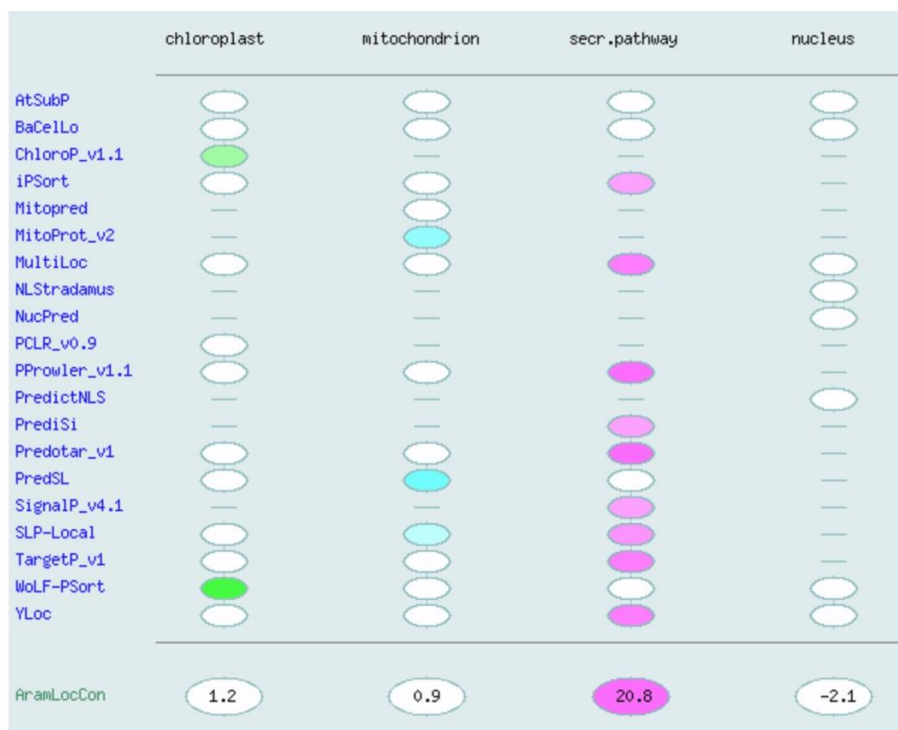 chloroplast mitochondrion secr.pathway nucleus
AtSubP
BaCelLo
ChloroP_v1.1
iPSort
Mitopred
MitoProt_v2
MultiLoc
NLStradamus
NucPred
PCLR_v0.9
PProwler_v1.1
PredictNLS
PrediSi
Predotar_v1
PredSL
SignalP_v4.1
SLP-Local
TargetP_v1
WoLF-PSort
YLoc
AramLocCon 1.2 0.9 20.8 -2.1